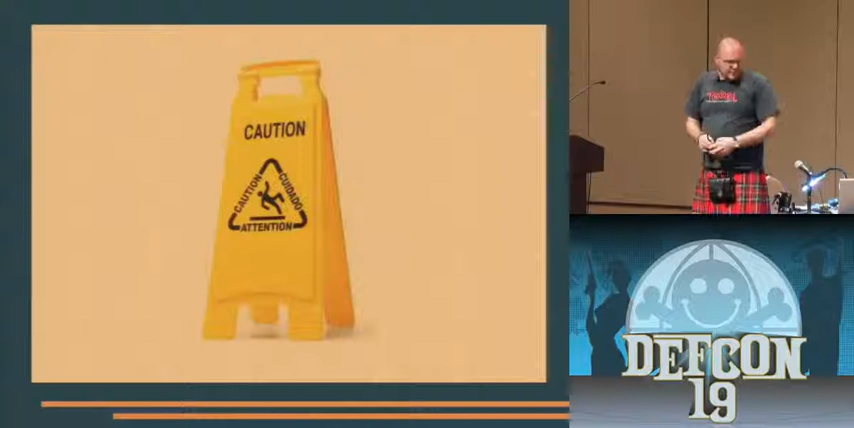 CAUTION
CAUTION
CUIDADO
ATTENTION
DEFCON
19